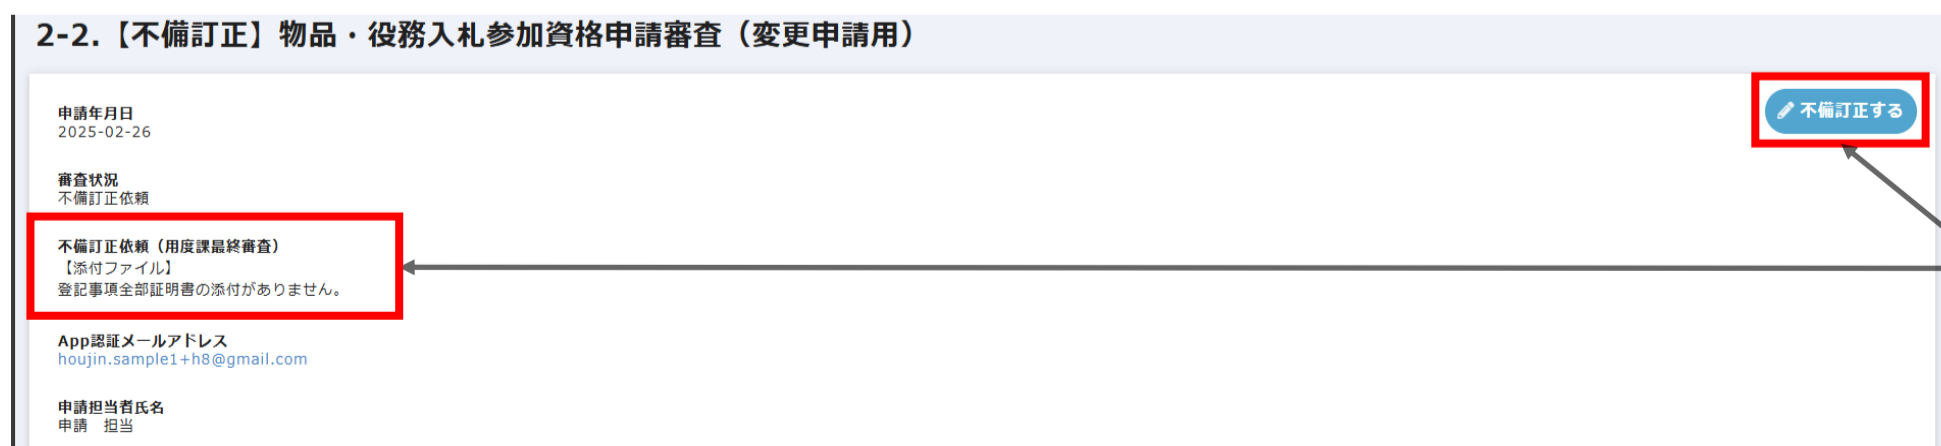 2-2.【不備訂正】物品・役務入札参加資格申請審査（変更申請用）
不備訂正する
申請年月日
2025-02-26
審査状況
不備訂正依頼
不備訂正依頼（用度課最終審査）
【添付ファイル】
登記事項全部証明書の添付がありません。
App認証メールアドレス
houjin.sample1+h8@gmail.com
申請担当者氏名
申請　担当